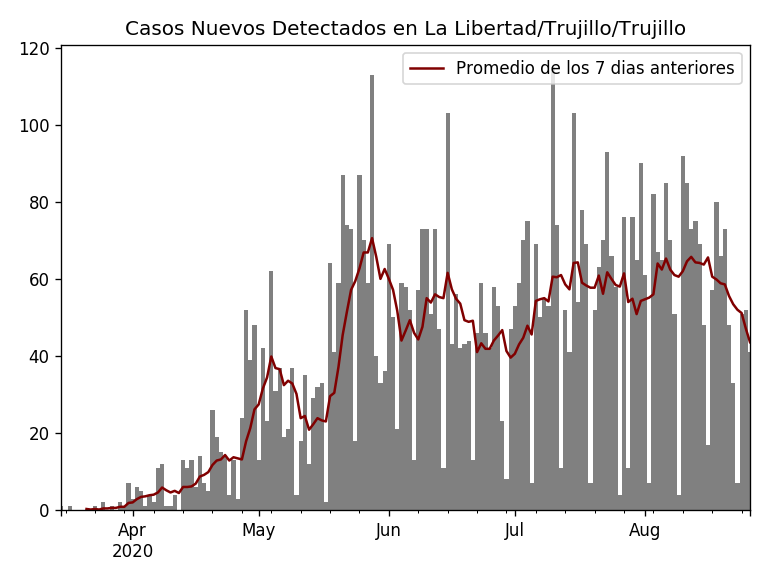 Casos Nuevos Detectados en La Libertad/Trujillo/Trujillo
Promedio de los 7 dias anteriores
120
100
80
60
40
20
0
Apr
2020
May
Jun
Jul
Aug